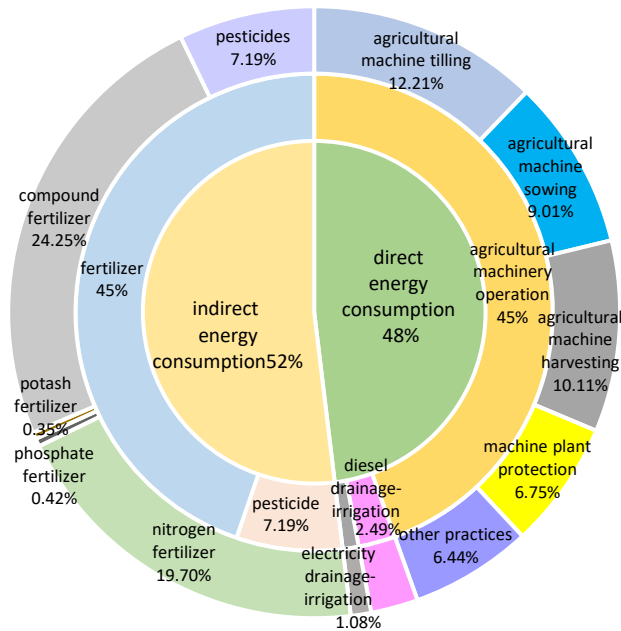 pesticides
7.19%
agricultural
machine tilling
12.21%
agricultural
machine
sowing
9.01%
compound
fertilizer
24.25%
fertilizer
45%
direct
energy
consumption
48%
agricultural
machinery
operation
45%
indirect
energy
consumption52%
agricultural
machine
harvesting
10.11%
potash
fertilizer
0.35%
phosphate
fertilizer
0.42%
machine plant
protection
6.75%
diesel
drainage-
irrigation
2.49%
pesticide
7.19%
nitrogen
fertilizer
19.70%
other practices
6.44%
electricity
drainage-
irrigation
1.08%